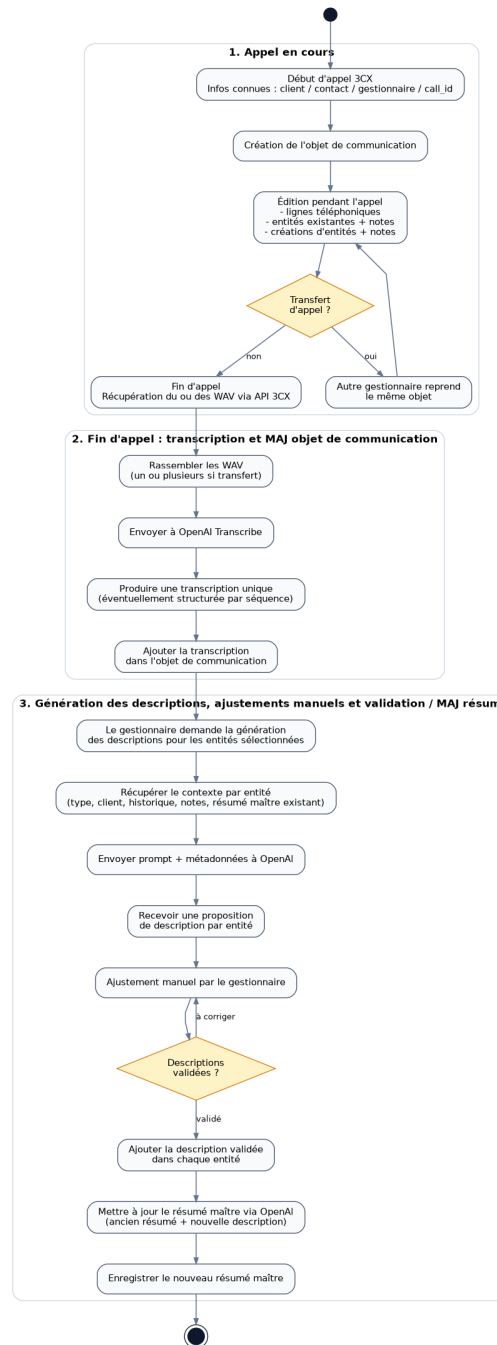 1. Appel en cours
Début d'appel 3CX
Infos connues : client / contact / gestionnaire / call_id
Création de l'objet de communication
Édition pendant l'appel
- lignes téléphoniques
- entités existantes + notes
- créations d'entités + notes
Transfert
d'appel ?
non
oui
Fin d'appel
Récupération du ou des WAV via API 3CX
Autre gestionnaire reprend
le même objet
2. Fin d'appel : transcription et MAJ objet de communication
Rassembler les WAV
(un ou plusieurs si transfert)
Envoyer à OpenAI Transcribe
Produire une transcription unique
(éventuellement structurée par séquence)
Ajouter la transcription
dans l'objet de communication
3. Génération des descriptions, ajustements manuels et validation / MAJ résum
Le gestionnaire demande la génération
des descriptions pour les entités sélectionnées
Récupérer le contexte par entité
(type, client, historique, notes, résumé maître existant)
Envoyer prompt + métadonnées à OpenAI
Recevoir une proposition
de description par entité
Ajustement manuel par le gestionnaire
à corriger
Descriptions
validées ?
validé
Ajouter la description validée
dans chaque entité
Mettre à jour le résumé maître via OpenAI
(ancien résumé + nouvelle description)
Enregistrer le nouveau résumé maître